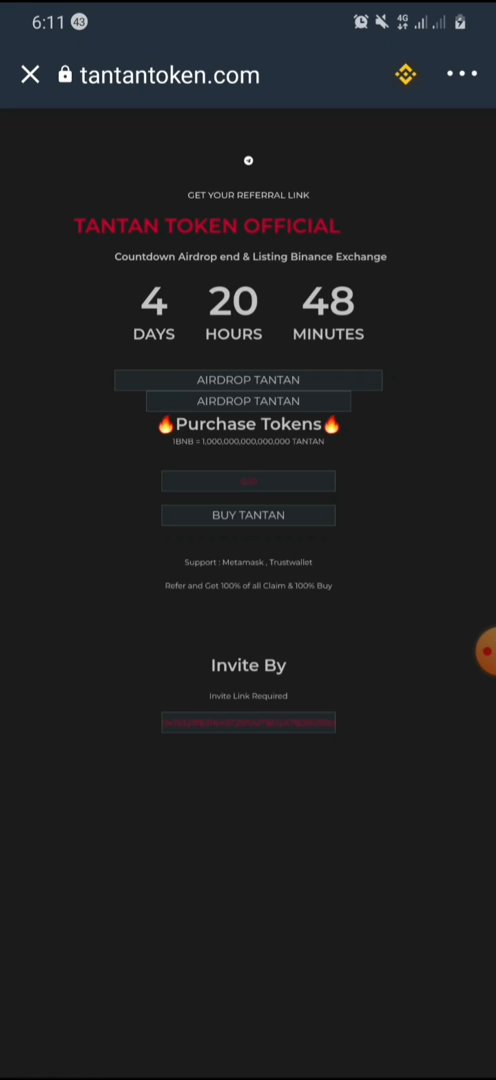 6:11 43 4G
tantantoken.com
GET YOUR REFERRAL LINK
TANTAN TOKEN OFFICIAL
Countdown Airdrop end & Listing Binance Exchange
4 20 48
DAYS HOURS MINUTES
AIRDROP TANTAN
AIRDROP TANTAN
🔥Purchase Tokens🔥
1BNB = 1,000,000,000,000,000 TANTAN
BUY TANTAN
Support : Metamask , Trustwallet
Refer and Get 100% of all Claim & 100% Buy
Invite By
Invite Link Required